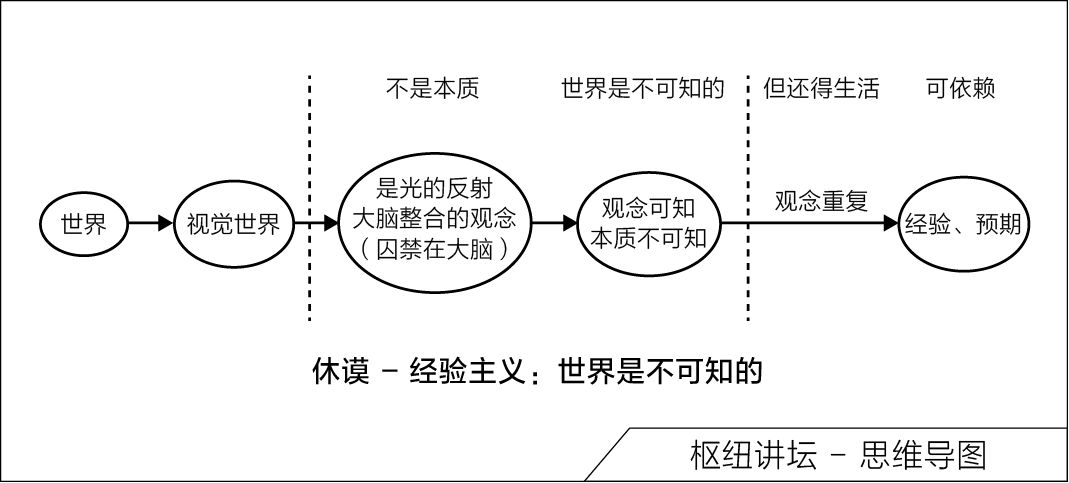 不是本质
世界是不可知的
但还得生活
可依赖
世界
视觉世界
是光的反射
大脑整合的观念
（囚禁在大脑）
观念可知
本质不可知
观念重复
经验、预期
休谟 – 经验主义：世界是不可知的
枢纽讲坛 – 思维导图